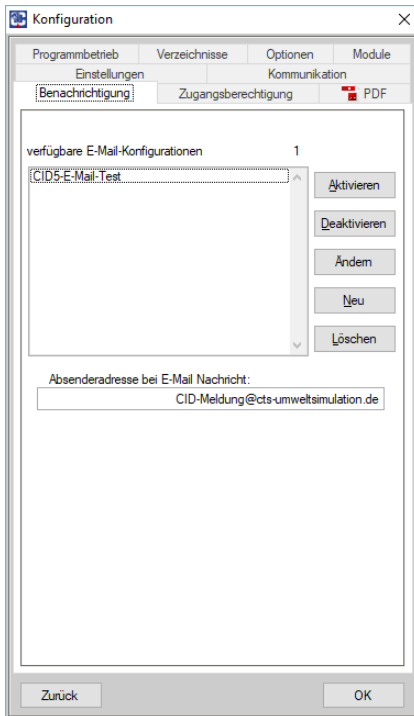 Konfiguration
Programmbetrieb Verzeichnisse Optionen Module
Einstellungen Kommunikation
Benachrichtigung Zugangsberechtigung PDF
verfügbare E-Mail-Konfigurationen 1
CID5-E-Mail-Test
Aktivieren
Deaktivieren
Ändern
Neu
Löschen
Absenderadresse bei E-Mail Nachricht:
CID-Meldung@cts-umweltsimulation.de
Zurück OK